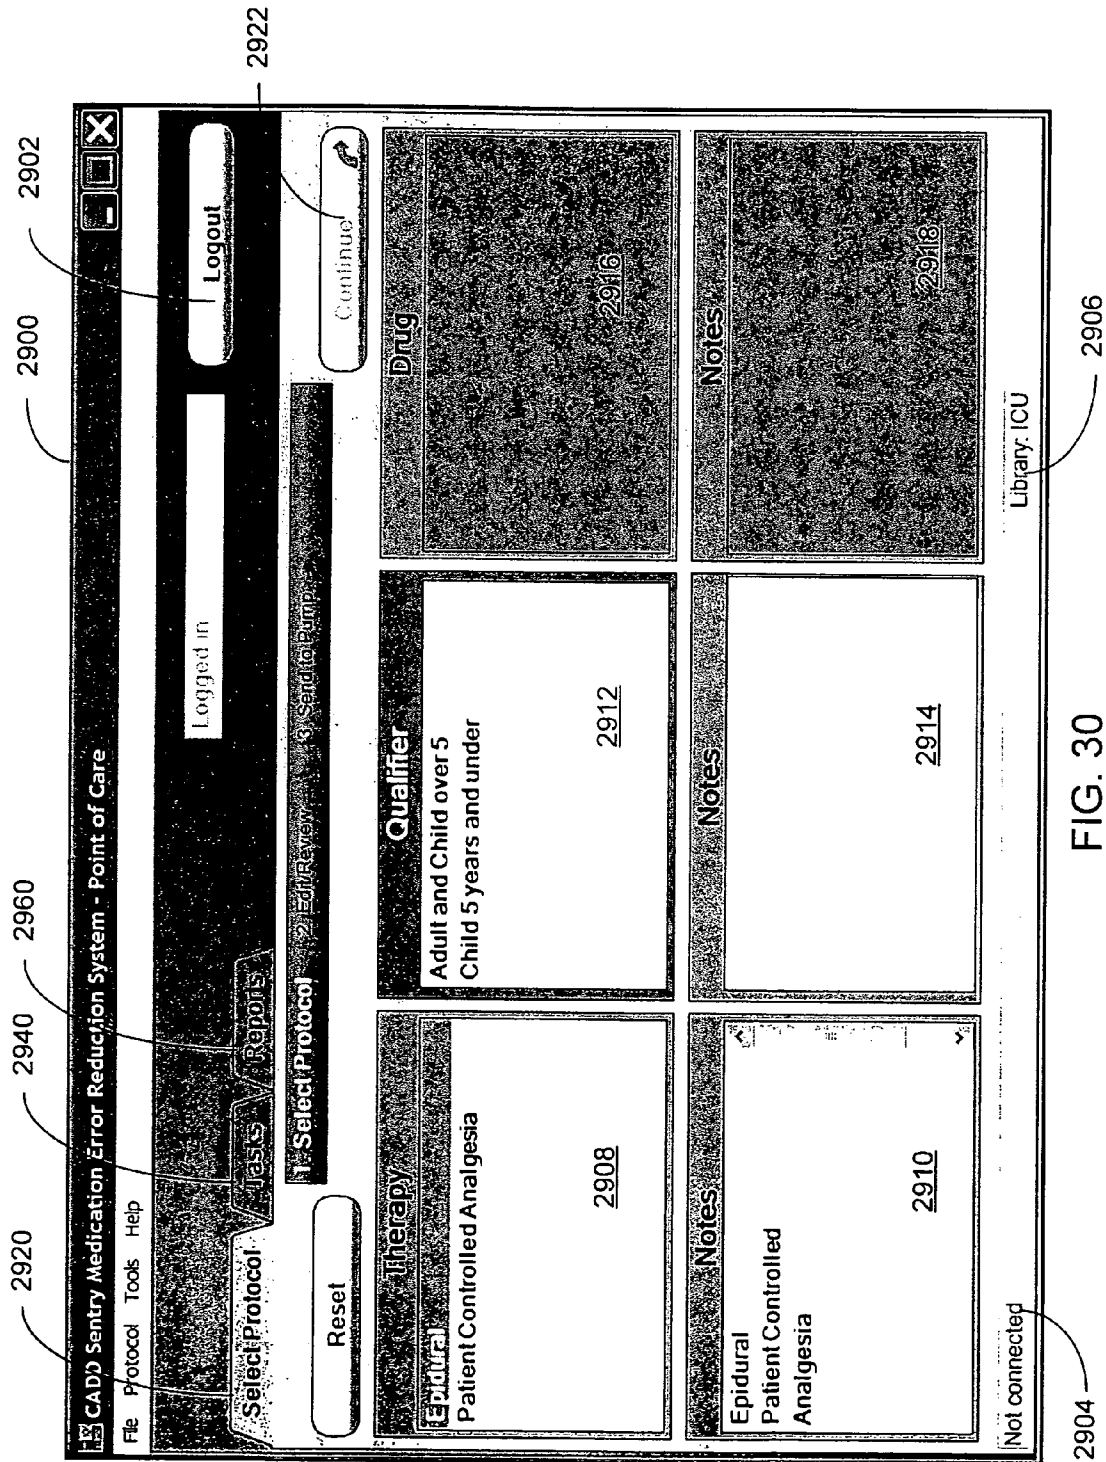 2900
2902
2920
2940
2960
2922
CADD Sentry Medication Error Reduction System - Point of Care
File Protocol Tools Help
Select Protocol
Tasks
Reports
Logged in
Logout
Reset
1. Select Protocol
2. Edit/Review
3. Send to Pump
Continue
Therapy
Epidural
Patient Controlled Analgesia
2908
Qualifier
Adult and Child over 5
Child 5 years and under
2912
Drug
2916
Notes
Epidural
Patient Controlled
Analgesia
2910
Notes
2914
Notes
2918
Not connected
Library: ICU
2904
2906
FIG. 30